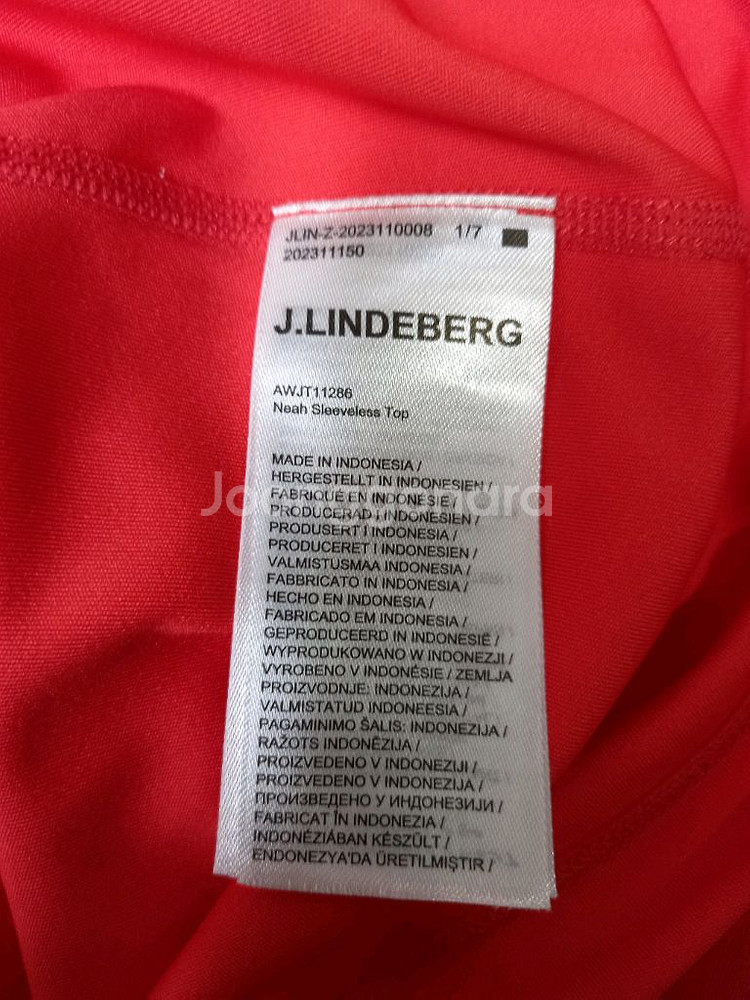 JLIN-Z-2023110008 1/7
202311150
J.LINDEBERG
AWJT11286
Neah Sleeveless Top
MADE IN INDONESIA /
HERGESTELLT IN INDONESIEN /
FABRIQUÉ EN INDONÉSIE /
PRODUCERAD I INDONESIEN /
PRODUSERT I INDONESIA /
PRODUCERET I INDONESIEN /
VALMISTUSMAA INDONESIA /
FABBRICATO IN INDONESIA /
HECHO EN INDONESIA /
FABRICADO EM INDONESIA /
GEPRODUCEERD IN INDONESIË /
WYPRODUKOWANO W INDONEZJI /
VYROBENO V INDONÉSIE / ZEMLJA
PROIZVODNJE: INDONEZIJA /
VALMISTATUD INDONEESIA /
PAGAMINIMO ŠALIS: INDONEZIJA /
RAŽOTS INDONĒZIJA /
PROIZVEDENO V INDONEZIJI /
PROIZVEDENO V INDONEZIJA /
ПРОИЗВЕДЕНО У ИНДОНЕЗИЈИ /
FABRICAT ÎN INDONEZIA /
INDONÉZIÁBAN KÉSZÜLT /
ENDONEZYA'DA ÜRETILMIŞTIR /